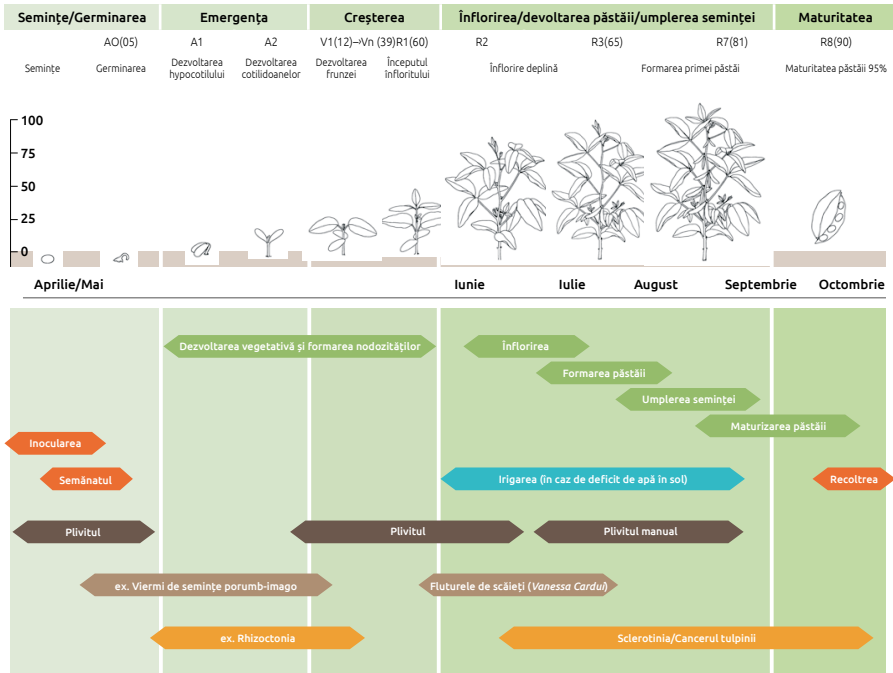 Semințe/Germinarea
Emergența
Creșterea
Înflorirea/devoltarea păstăii/umplerea seminței
Maturitatea
AO(05)
A1
A2
V1(12)→Vn (39)
R1(60)
R2
R3(65)
R7(81)
R8(90)
Semințe
Germinarea
Dezvoltarea
hypocotilului
Dezvoltarea
cotilidoanelor
Dezvoltarea
frunzei
Începutul
înfloritului
Înflorire deplină
Formarea primei păstăi
Maturitatea păstăii 95%
100
75
50
25
0
Aprilie/Mai
Iunie
Iulie
August
Septembrie
Octombrie
Dezvoltarea vegetativă și formarea nodozităților
Înflorirea
Formarea păstăii
Umplerea seminței
Maturizarea păstăii
Inocularea
Semănatul
Irigarea (în caz de deficit de apă în sol)
Recoltrea
Plivitul
Plivitul
Plivitul manual
ex. Viermi de semințe porumb-imago
Fluturele de scăieți (Vanessa Cardui)
ex. Rhizoctonia
Sclerotinia/Cancerul tulpinii